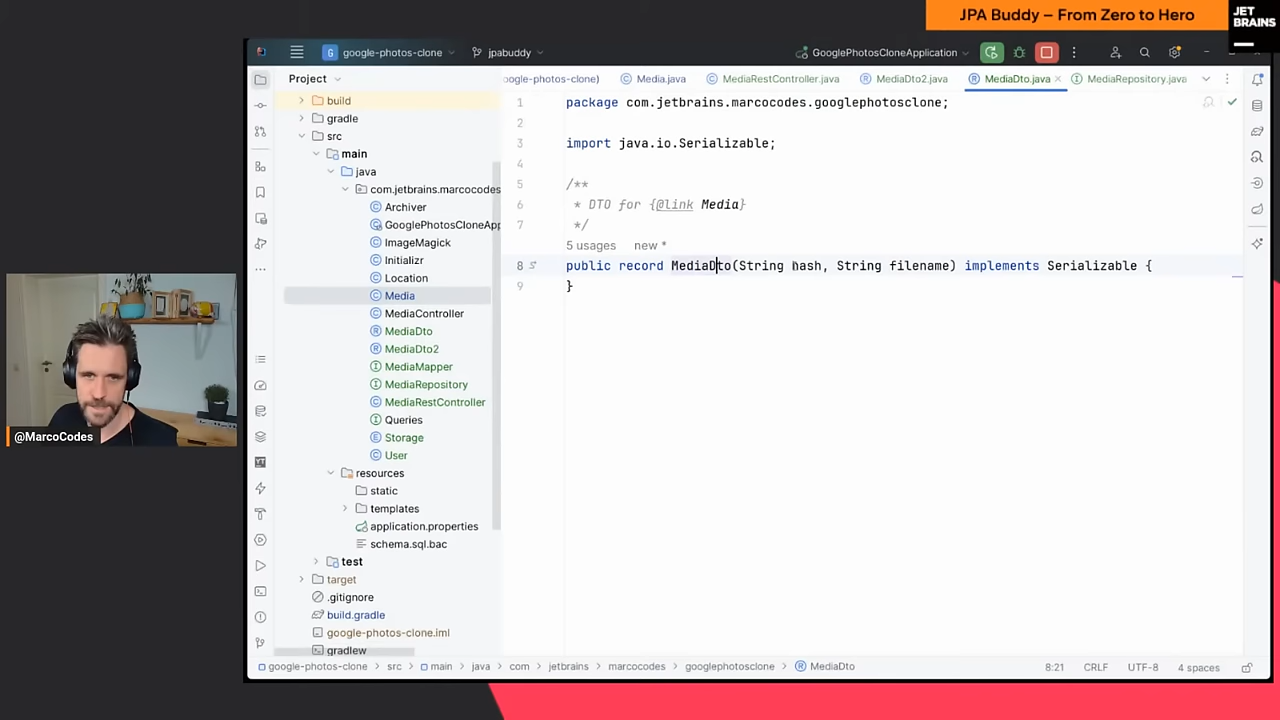 JPA Buddy – From Zero to Hero
JET
BRAINS
G google-photos-clone
jpabuddy
GooglePhotosCloneApplication
Project
oogle-photos-clone)
Media.java
MediaRestController.java
MediaDto2.java
MediaDto.java
MediaRepository.java
build
gradle
src
main
java
com.jetbrains.marcocodes
Archiver
GooglePhotosCloneApp
ImageMagick
Initializr
Location
Media
MediaController
MediaDto
MediaDto2
MediaMapper
MediaRepository
MediaRestController
Queries
Storage
User
resources
static
templates
application.properties
schema.sql.bac
test
target
.gitignore
build.gradle
google-photos-clone.iml
gradlew
1 package com.jetbrains.marcocodes.googlephotosclone;
2
3 import java.io.Serializable;
4
5 /**
6 * DTO for {@link Media}
7 */
5 usages new *
8 public record MediaDto(String hash, String filename) implements Serializable {
9 }
@MarcoCodes
google-photos-clone > src > main > java > com > jetbrains > marcocodes > googlephotosclone > MediaDto
8:21 CRLF UTF-8 4 spaces